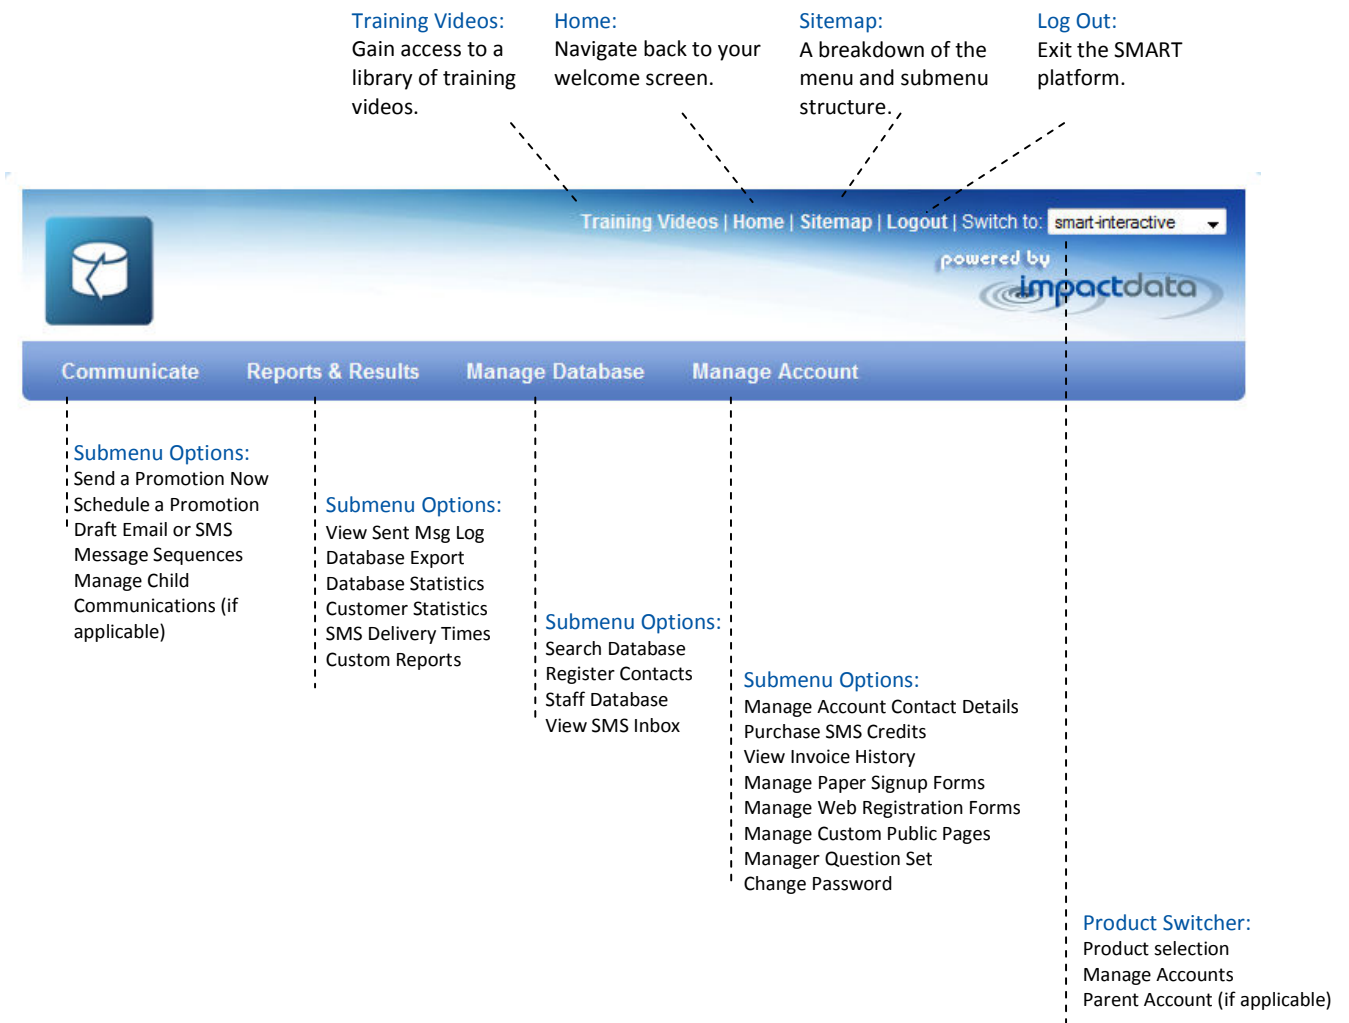 Training Videos:
Gain access to a
library of training
videos.
Home:
Navigate back to your
welcome screen.
Sitemap:
A breakdown of the
menu and submenu
structure.
Log Out:
Exit the SMART
platform.
Training Videos | Home | Sitemap | Logout | Switch to: smart-interactive
powered by
impactdata
Communicate Reports & Results Manage Database Manage Account
Submenu Options:
Send a Promotion Now
Schedule a Promotion
Draft Email or SMS
Message Sequences
Manage Child
Communications (if
applicable)
Submenu Options:
View Sent Msg Log
Database Export
Database Statistics
Customer Statistics
SMS Delivery Times
Custom Reports
Submenu Options:
Search Database
Register Contacts
Staff Database
View SMS Inbox
Submenu Options:
Manage Account Contact Details
Purchase SMS Credits
View Invoice History
Manage Paper Signup Forms
Manage Web Registration Forms
Manage Custom Public Pages
Manager Question Set
Change Password
Product Switcher:
Product selection
Manage Accounts
Parent Account (if applicable)